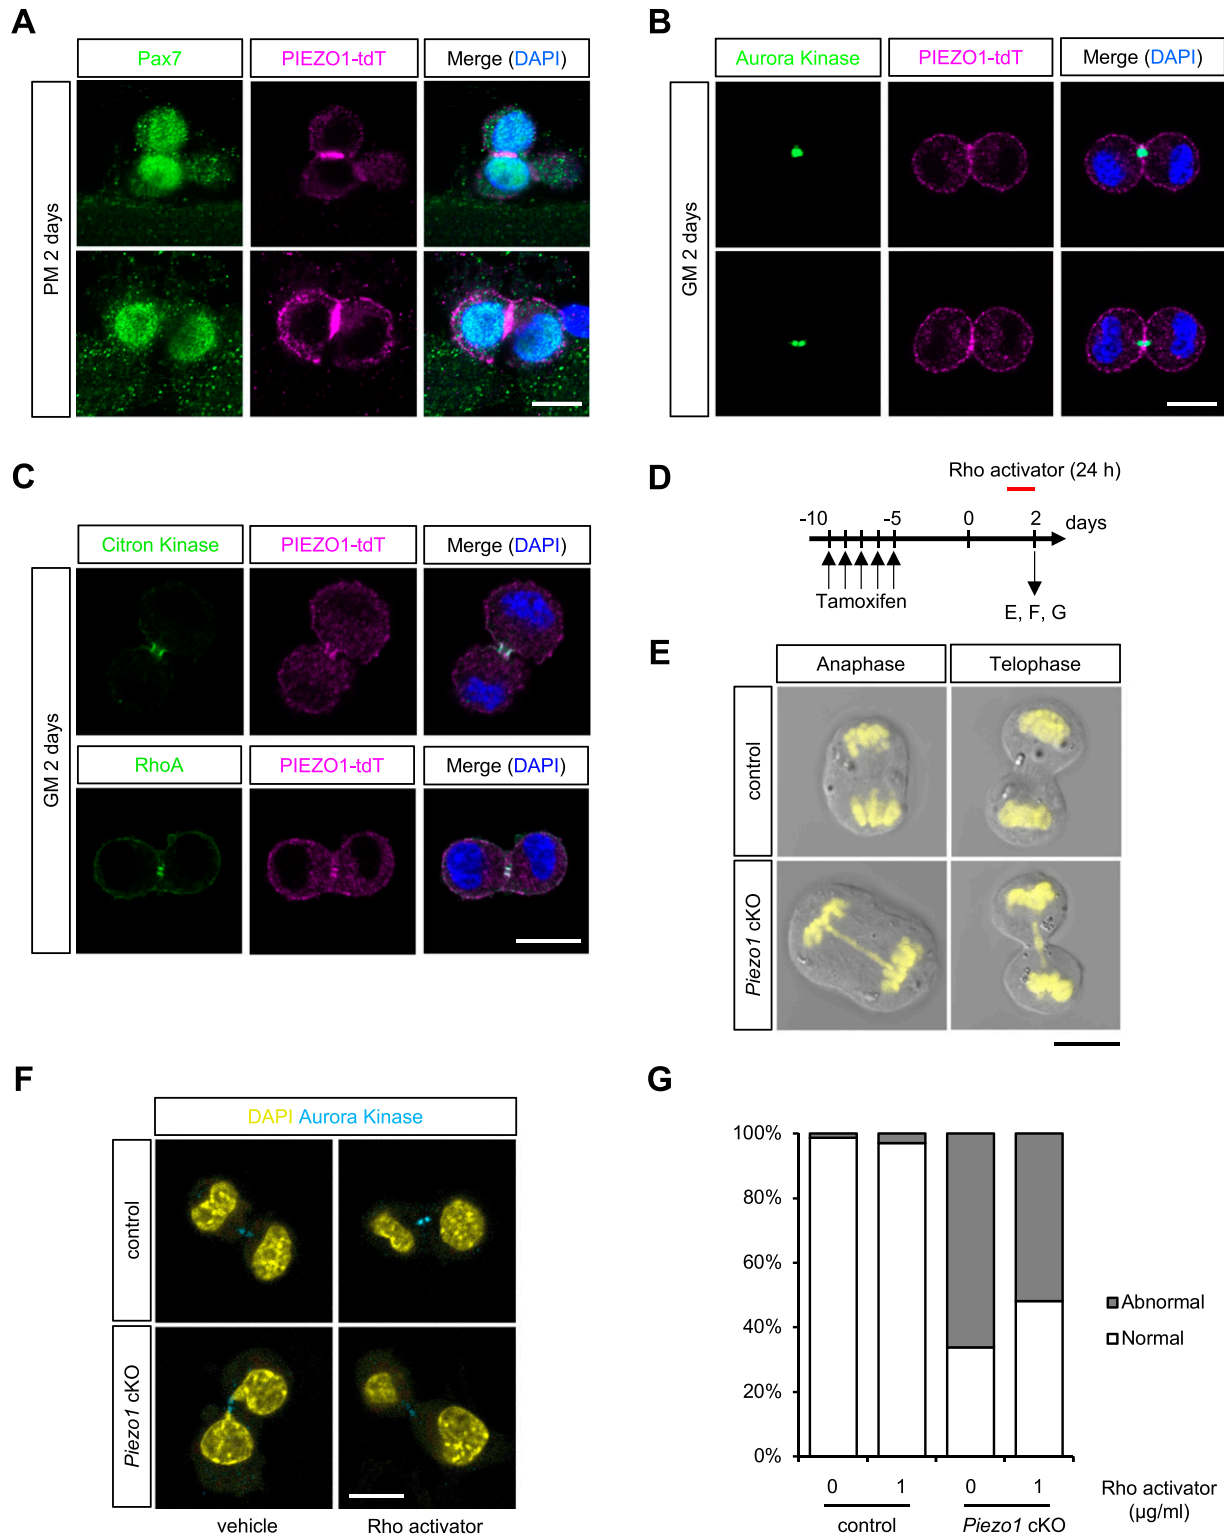 A
Pax7
PIEZO1-tdT
Merge (DAPI)
PM 2 days
B
Aurora Kinase
PIEZO1-tdT
Merge (DAPI)
GM 2 days
C
Citron Kinase
PIEZO1-tdT
Merge (DAPI)
GM 2 days
RhoA
PIEZO1-tdT
Merge (DAPI)
D
Rho activator (24 h)
-10 -5 0 2 days
Tamoxifen
E, F, G
E
Anaphase
Telophase
control
Piezo1 cKO
F
DAPI Aurora Kinase
control
Piezo1 cKO
vehicle
Rho activator
G
100%
80%
60%
40%
20%
0%
Abnormal
Normal
0 1 0 1
Rho activator
(µg/ml)
control
Piezo1 cKO